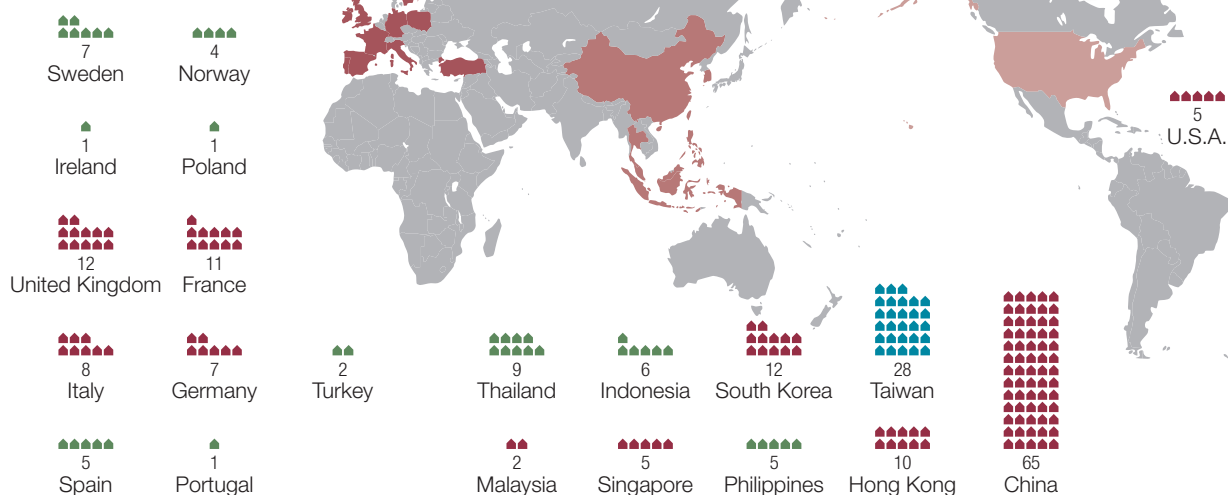 7
Sweden
4
Norway
1
Ireland
1
Poland
5
U.S.A.
12
United Kingdom
11
France
8
Italy
7
Germany
2
Turkey
9
Thailand
6
Indonesia
12
South Korea
28
Taiwan
5
Spain
1
Portugal
2
Malaysia
5
Singapore
5
Philippines
10
Hong Kong
65
China